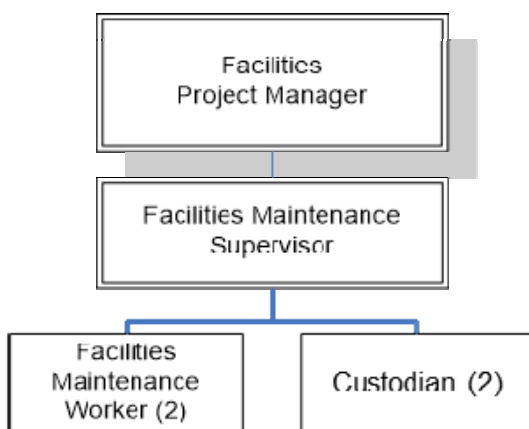 Facilities
Project Manager
Facilities Maintenance
Supervisor
Facilities
Maintenance
Worker (2)
Custodian (2)